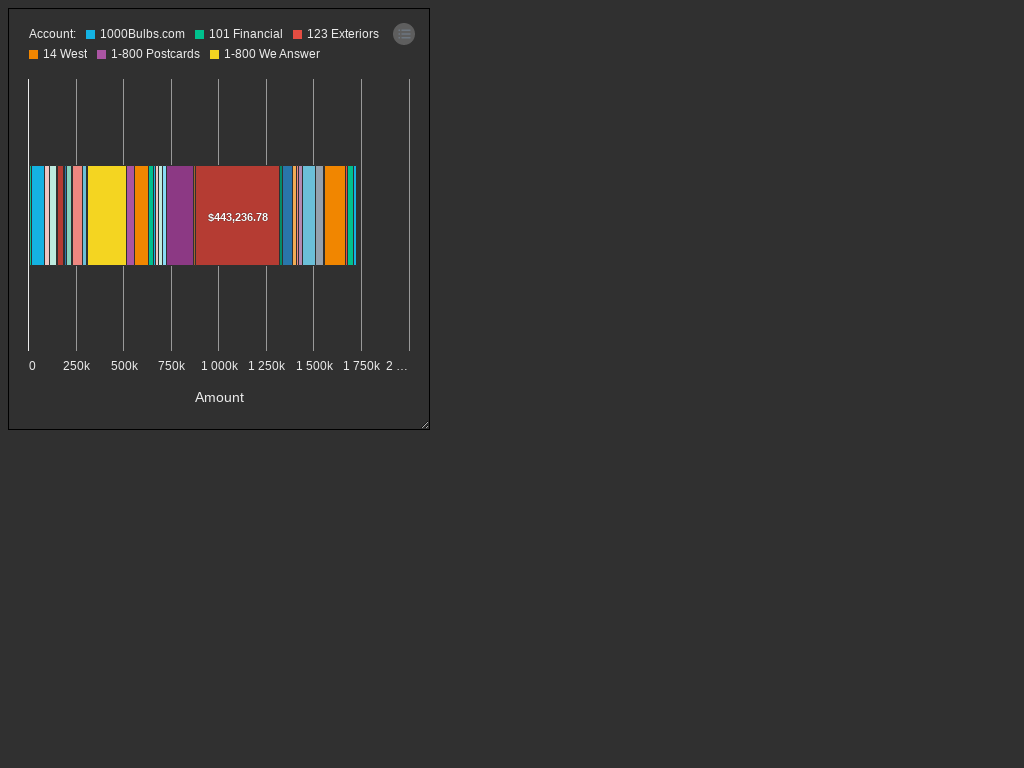 Account: 1000Bulbs.com 101 Financial 123 Exteriors
14 West 1-800 Postcards 1-800 We Answer
$443,236.78
0 250k 500k 750k 1 000k 1 250k 1 500k 1 750k 2 ...
Amount